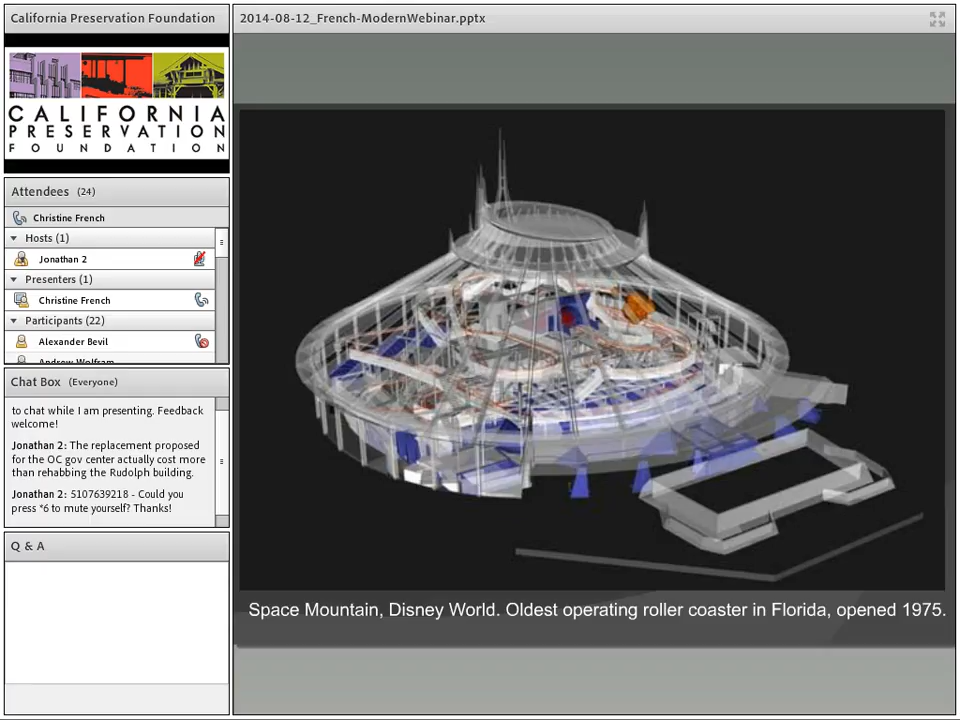 California Preservation Foundation
CALIFORNIA
PRESERVATION
FOUNDATION
Attendees (24)
Christine French
Hosts (1)
Jonathan 2
Presenters (1)
Christine French
Participants (22)
Alexander Bevil
Andrew Wolfram
Chat Box (Everyone)
to chat while I am presenting. Feedback
welcome!
Jonathan 2: The replacement proposed
for the OC gov center actually cost more
than rehabbing the Rudolph building.
Jonathan 2: 5107639218 - Could you
press *6 to mute yourself? Thanks!
Q & A
2014-08-12_French-ModernWebinar.pptx
Space Mountain, Disney World. Oldest operating roller coaster in Florida, opened 1975.